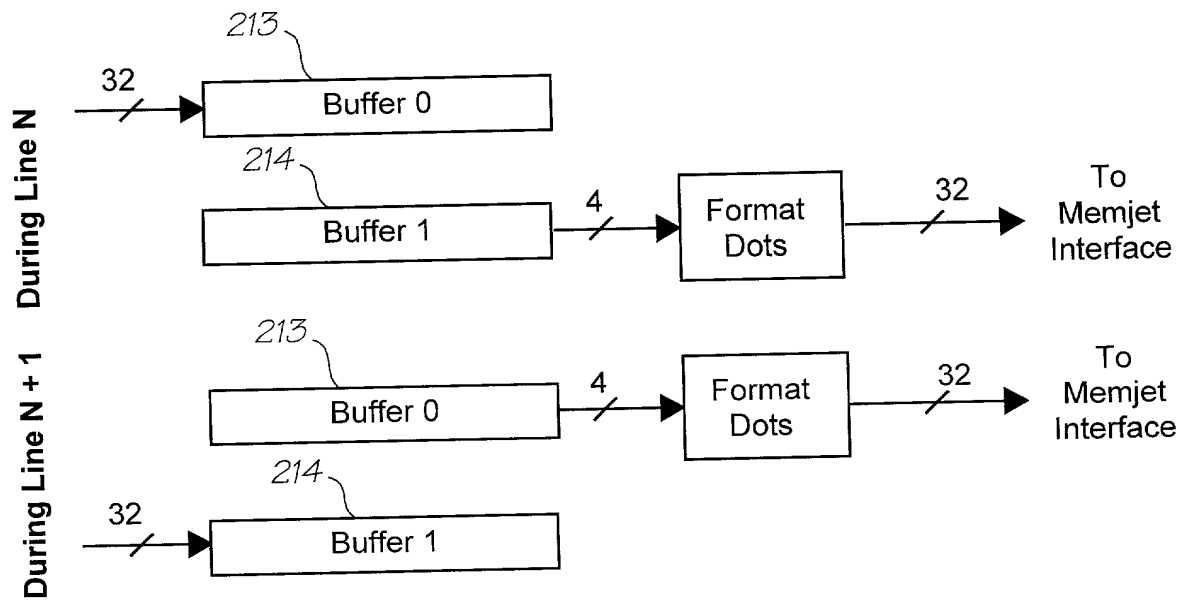 During Line N
213
32
Buffer 0
214
Buffer 1
4
Format
Dots
32
To
Memjet
Interface
During Line N + 1
213
Buffer 0
4
Format
Dots
32
To
Memjet
Interface
214
32
Buffer 1